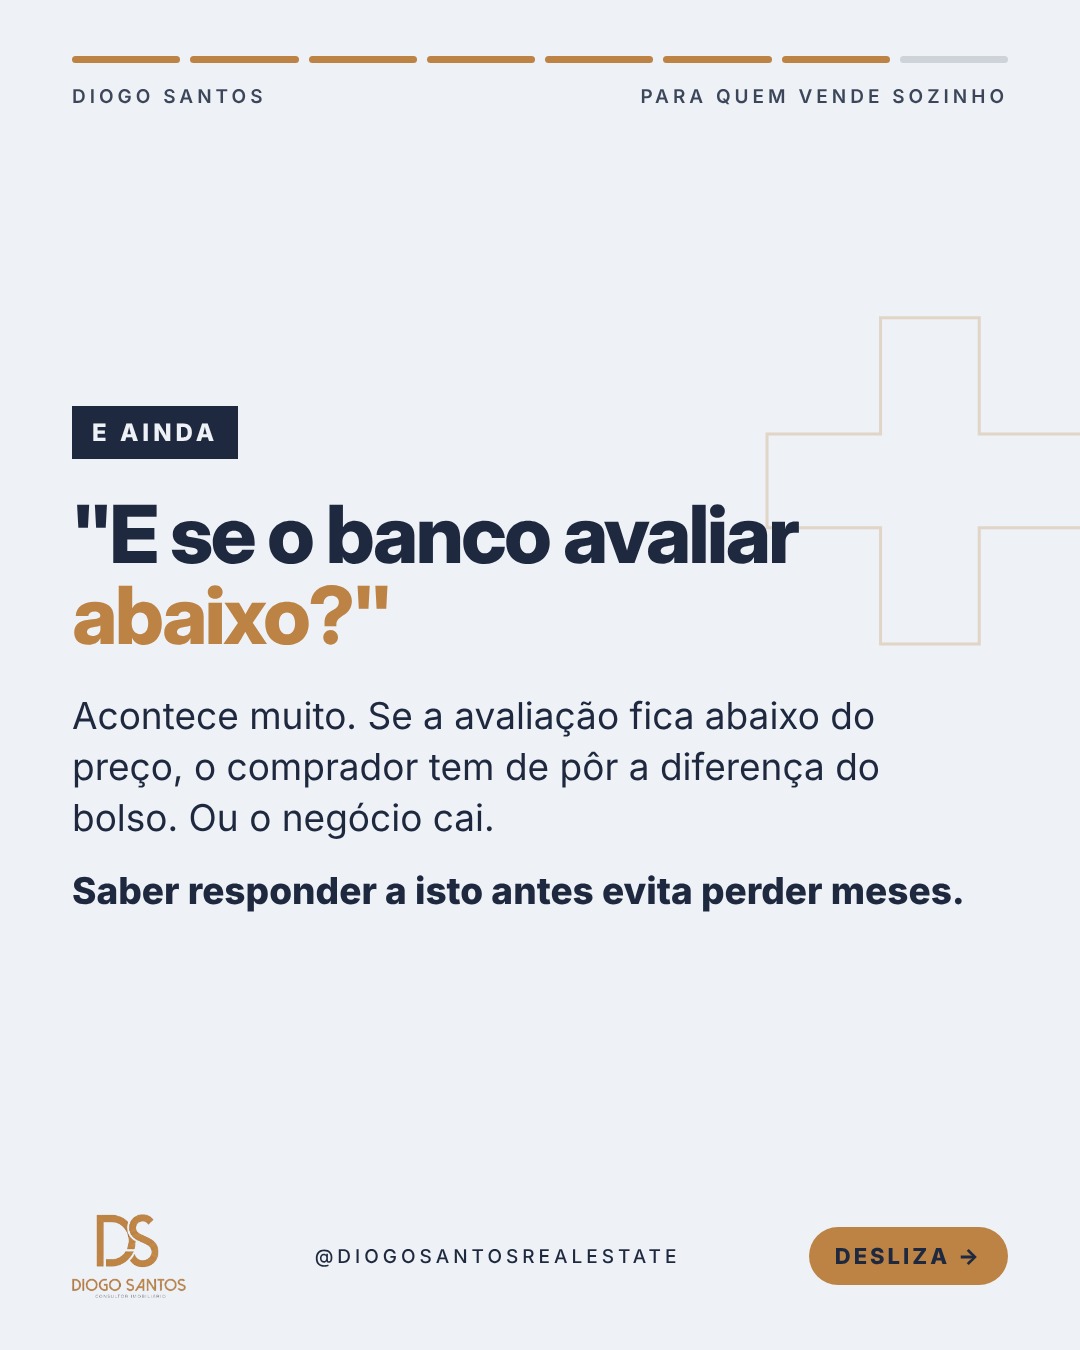 DIOGO SANTOS
PARA QUEM VENDE SOZINHO
E AINDA
"E se o banco avaliar
abaixo?"
Acontece muito. Se a avaliação fica abaixo do
preço, o comprador tem de pôr a diferença do
bolso. Ou o negócio cai.
Saber responder a isto antes evita perder meses.
DS
DIOGO SANTOS
CONSULTOR IMOBILIÁRIO
@DIOGOSANTOSREALESTATE
DESLIZA →